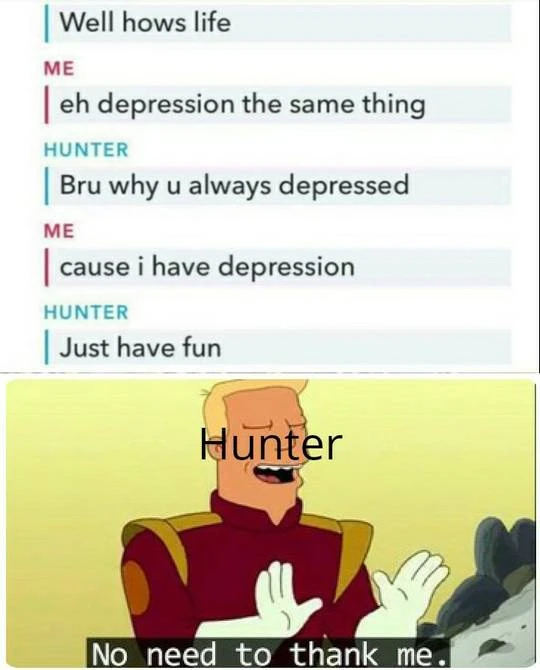 Well hows life
ME
eh depression the same thing
HUNTER
Bru why u always depressed
ME
cause i have depression
HUNTER
Just have fun
Hunter
No need to thank me.